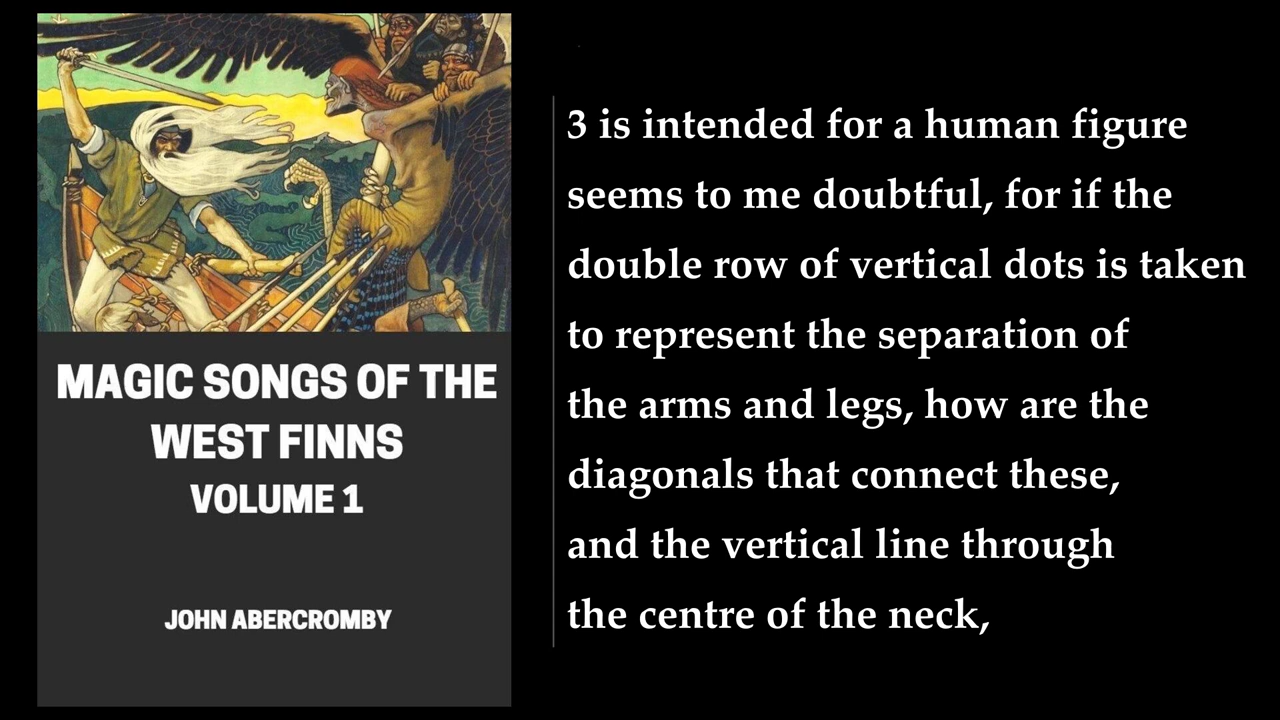 MAGIC SONGS OF THE
WEST FINNS
VOLUME 1
JOHN ABERCROMBY
3 is intended for a human figure
seems to me doubtful, for if the
double row of vertical dots is taken
to represent the separation of
the arms and legs, how are the
diagonals that connect these,
and the vertical line through
the centre of the neck,